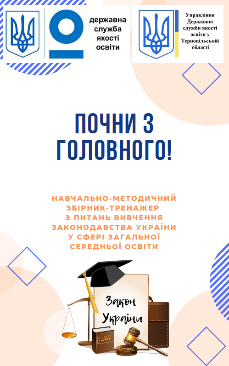 державна
служба
якості
освіти
Управління
Державної
служби якості
освіти у
Тернопільській
області
ПОЧНИ З
ГОЛОВНОГО!
НАВЧАЛЬНО-МЕТОДИЧНИЙ
ЗБІРНИК-ТРЕНАЖЕР
З ПИТАНЬ ВИВЧЕННЯ
ЗАКОНОДАВСТВА УКРАЇНИ
У СФЕРІ ЗАГАЛЬНОЇ
СЕРЕДНЬОЇ ОСВІТИ
Закон
України